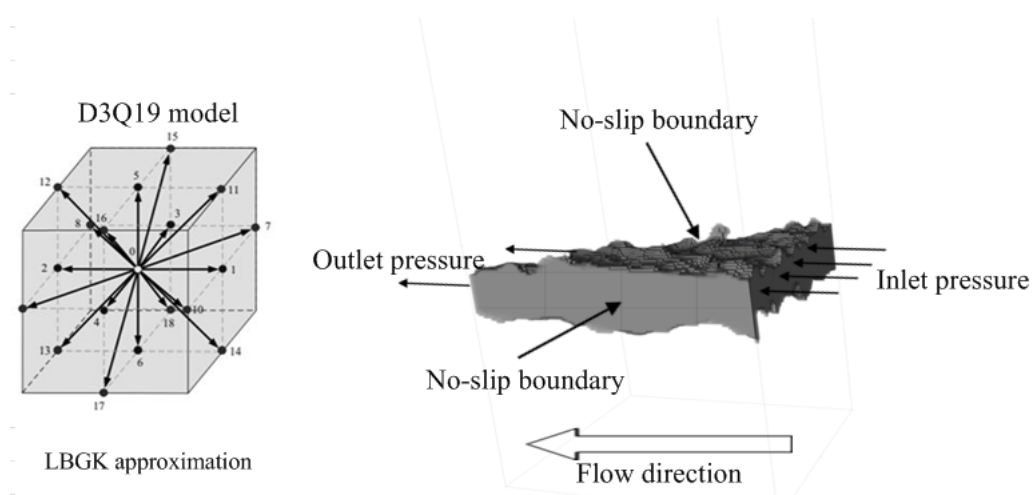 D3Q19 model
15
12
5
11
8
16
3
7
0
2
1
4
18
10
13
6
14
17
LBGK approximation
No-slip boundary
Outlet pressure
Inlet pressure
No-slip boundary
Flow direction